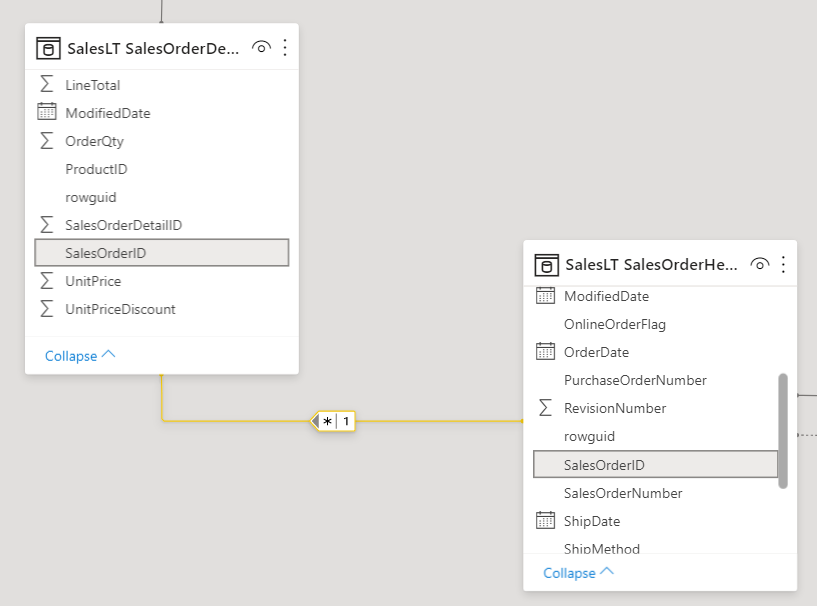 SalesLT SalesOrderDe...
LineTotal
ModifiedDate
OrderQty
ProductID
rowguid
SalesOrderDetailID
SalesOrderID
UnitPrice
UnitPriceDiscount
Collapse
* 1
SalesLT SalesOrderHe...
ModifiedDate
OnlineOrderFlag
OrderDate
PurchaseOrderNumber
RevisionNumber
rowguid
SalesOrderID
SalesOrderNumber
ShipDate
ShipMethod
Collapse